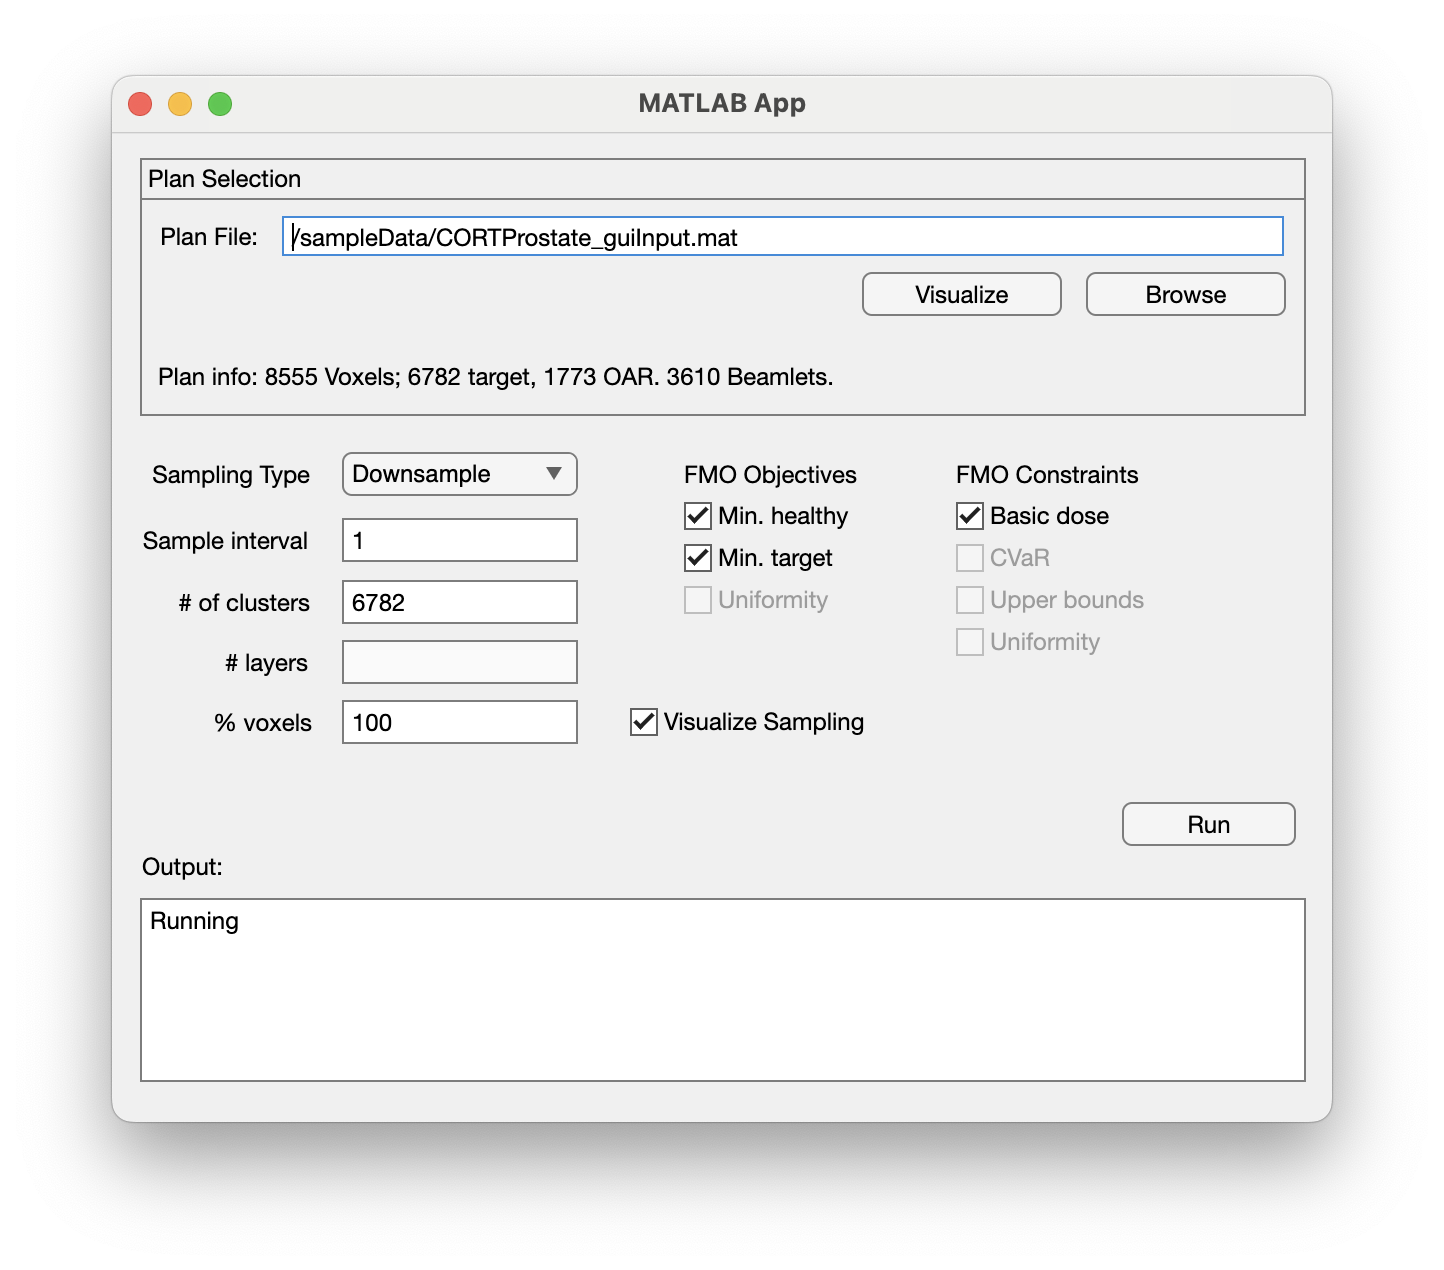 MATLAB App
Plan Selection
Plan File: /sampleData/CORTProstate_guiInput.mat
Visualize Browse
Plan info: 8555 Voxels; 6782 target, 1773 OAR. 3610 Beamlets.
Sampling Type Downsample FMO Objectives FMO Constraints
Min. healthy Basic dose
Sample interval 1
Min. target CVaR
# of clusters 6782 Uniformity Upper bounds
Uniformity
# layers
% voxels 100 Visualize Sampling
Run
Output:
Running